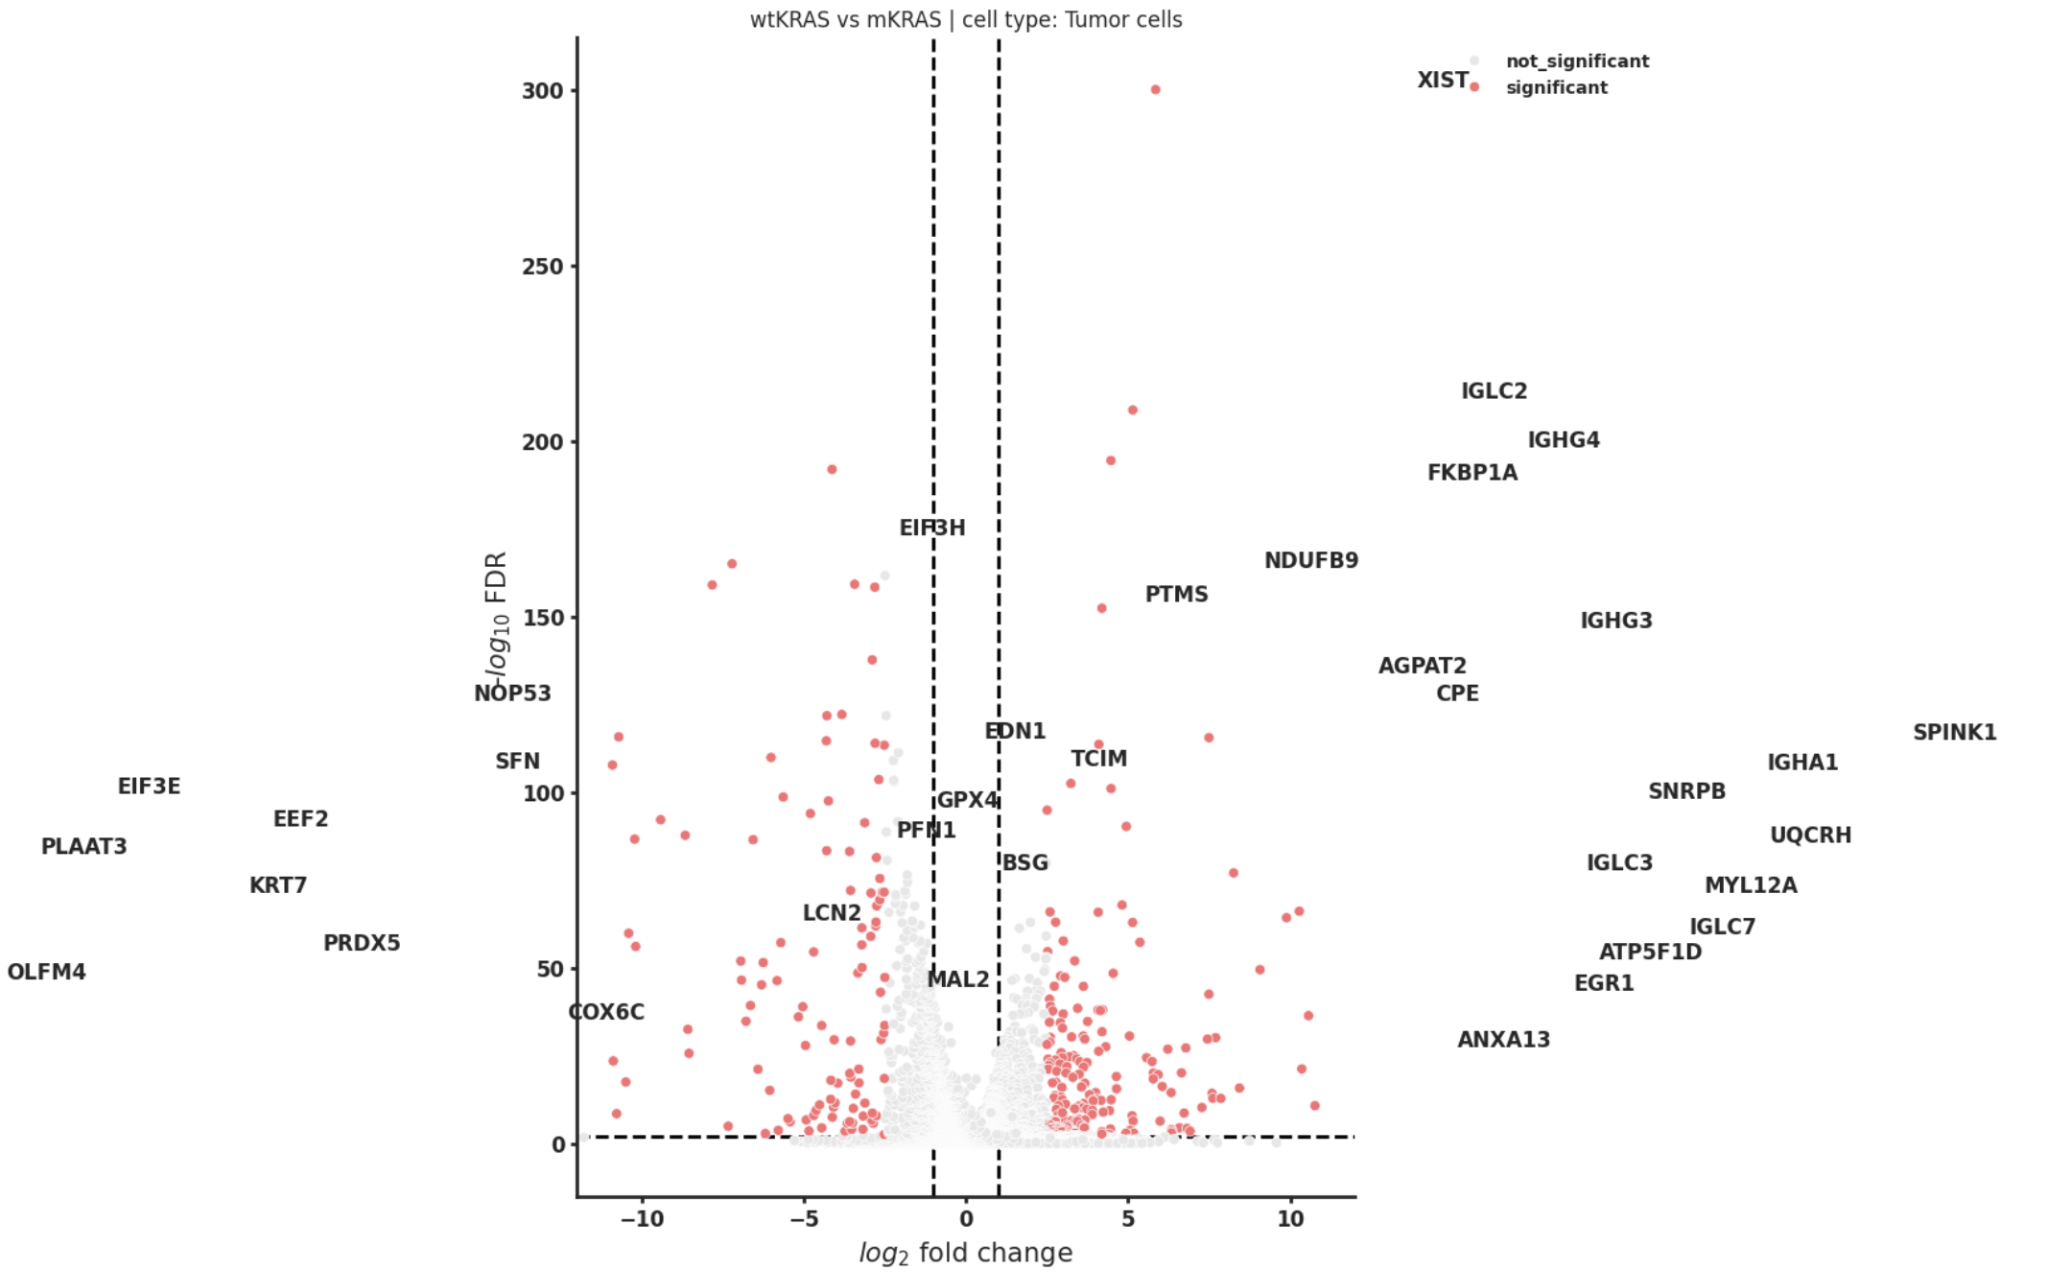 wtKRAS vs mKRAS | cell type: Tumor cells
not_significant
XIST
significant
300
250
IGLC2
200
IGHG4
FKBP1A
EIF3H
NDUFB9
PTMS
150
IGHG3
-log10 FDR
AGPAT2
NOP53
CPE
EDN1
SPINK1
TCIM
SFN
IGHA1
EIF3E
100
SNRPB
GPX4
EEF2
PFN1
UQCRH
PLAAT3
BSG
IGLC3
KRT7
MYL12A
LCN2
IGLC7
PRDX5
ATP5F1D
OLFM4
50
MAL2
EGR1
COX6C
ANXA13
0
−10
−5
0
5
10
log2 fold change